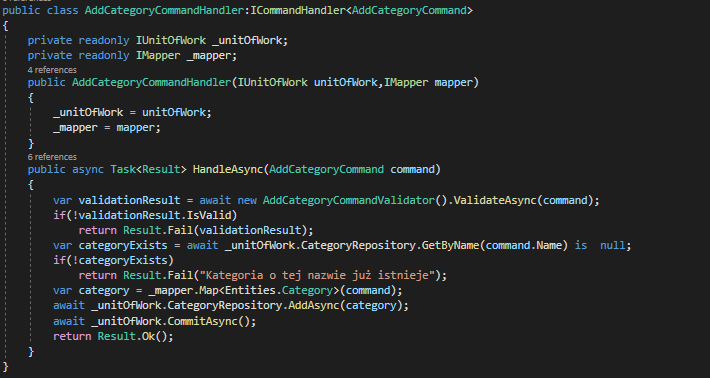 public class AddCategoryCommandHandler:ICommandHandler<AddCategoryCommand>
{
    private readonly IUnitOfWork _unitOfWork;
    private readonly IMapper _mapper;
    4 references
    public AddCategoryCommandHandler(IUnitOfWork unitOfWork,IMapper mapper)
    {
        _unitOfWork = unitOfWork;
        _mapper = mapper;
    }
    6 references
    public async Task<Result> HandleAsync(AddCategoryCommand command)
    {
        var validationResult = await new AddCategoryCommandValidator().ValidateAsync(command);
        if(!validationResult.IsValid)
            return Result.Fail(validationResult);
        var categoryExists = await _unitOfWork.CategoryRepository.GetByName(command.Name) is  null;
        if(!categoryExists)
            return Result.Fail("Kategoria o tej nazwie już istnieje");
        var category = _mapper.Map<Entities.Category>(command);
        await _unitOfWork.CategoryRepository.AddAsync(category);
        await _unitOfWork.CommitAsync();
        return Result.Ok();
    }
}